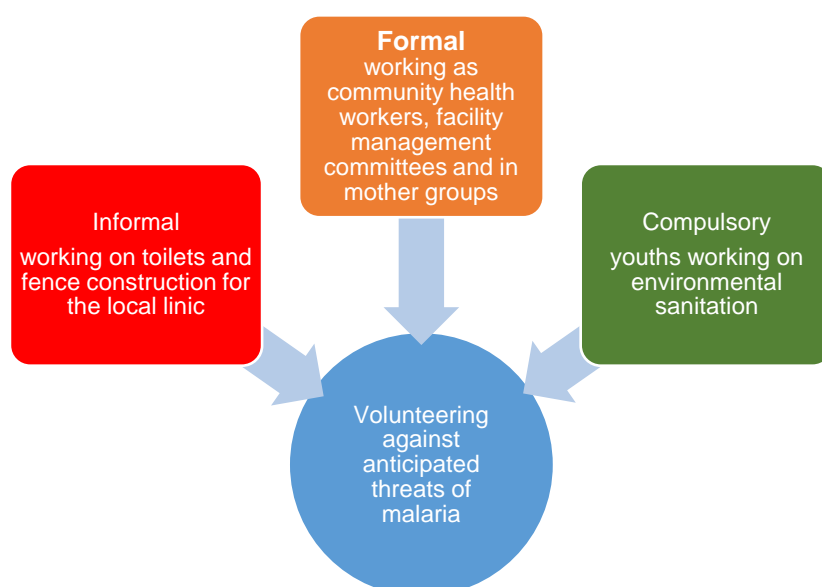 Formal
working as
community health
workers, facility
management
committees and in
mother groups
Informal
working on toilets and
fence construction for
the local linic
Compulsory
youths working on
environmental
sanitation
Volunteering
against
anticipated
threats of
malaria